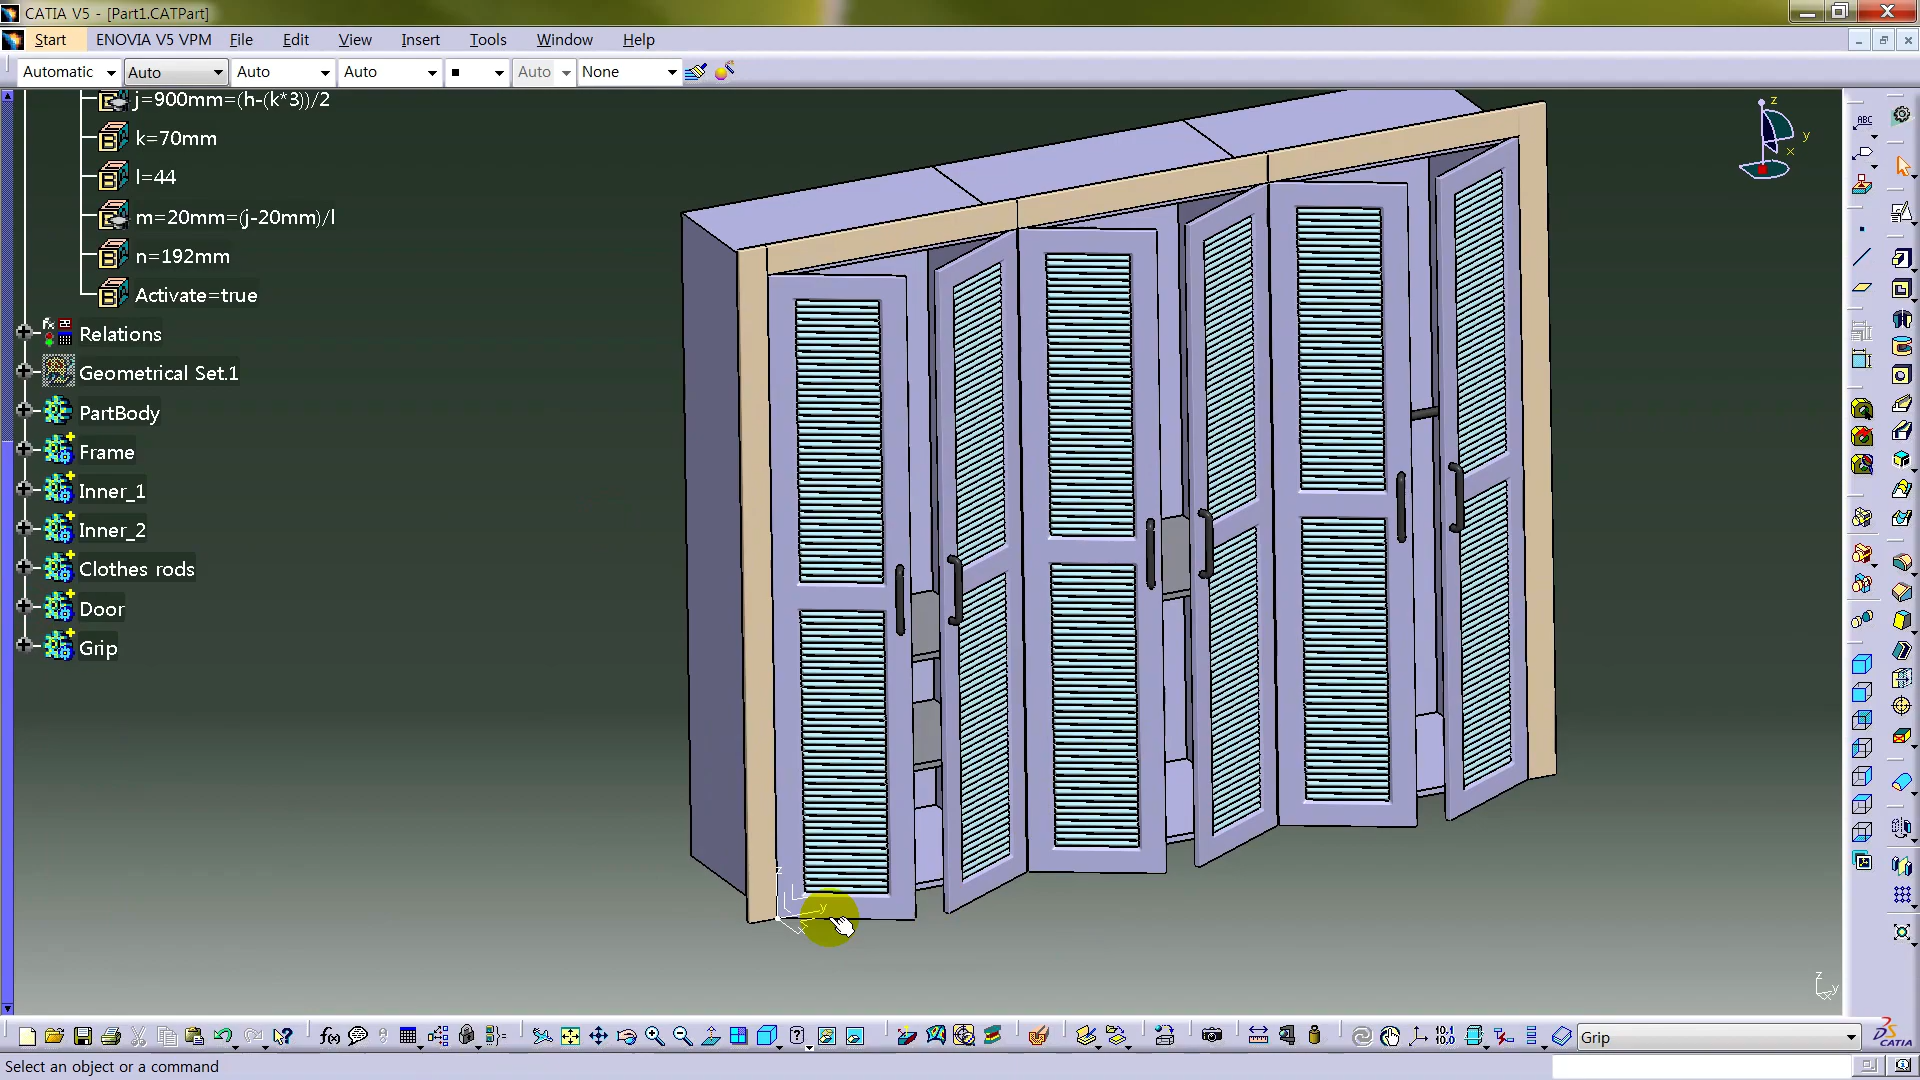 CATIA V5 - [Part1.CATPart]
Start ENOVIA V5 VPM File Edit View Insert Tools Window Help
Automatic Auto Auto Auto Auto None
j=900mm=(h-(k*3))/2
k=70mm
l=44
m=20mm=(j-20mm)/l
n=192mm
Activate=true
Relations
Geometrical Set.1
PartBody
Frame
Inner_1
Inner_2
Clothes rods
Door
Grip
z
y
x
ABC
z
y
x
z
y
Grip
CATIA
Select an object or a command